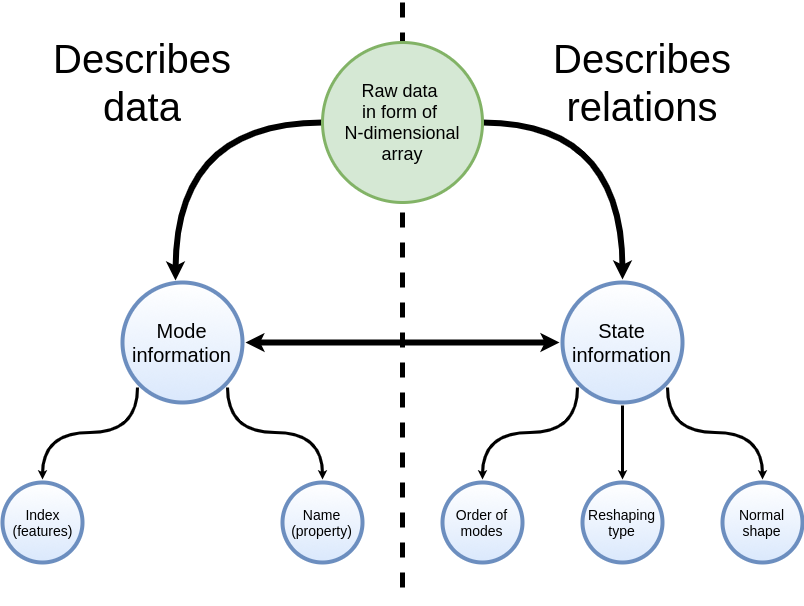 Describes
data
Describes
relations
Raw data
in form of
N-dimensional
array
Mode
information
State
information
Index
(features)
Name
(property)
Order of
modes
Reshaping
type
Normal
shape